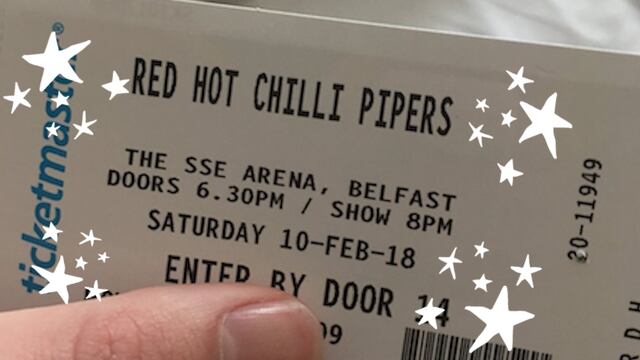 ticketmaster®
RED HOT CHILLI PIPERS
THE SSE ARENA, BELFAST
DOORS 6.30PM / SHOW 8PM
SATURDAY 10-FEB-18
ENTER BY DOOR 14
20-11949